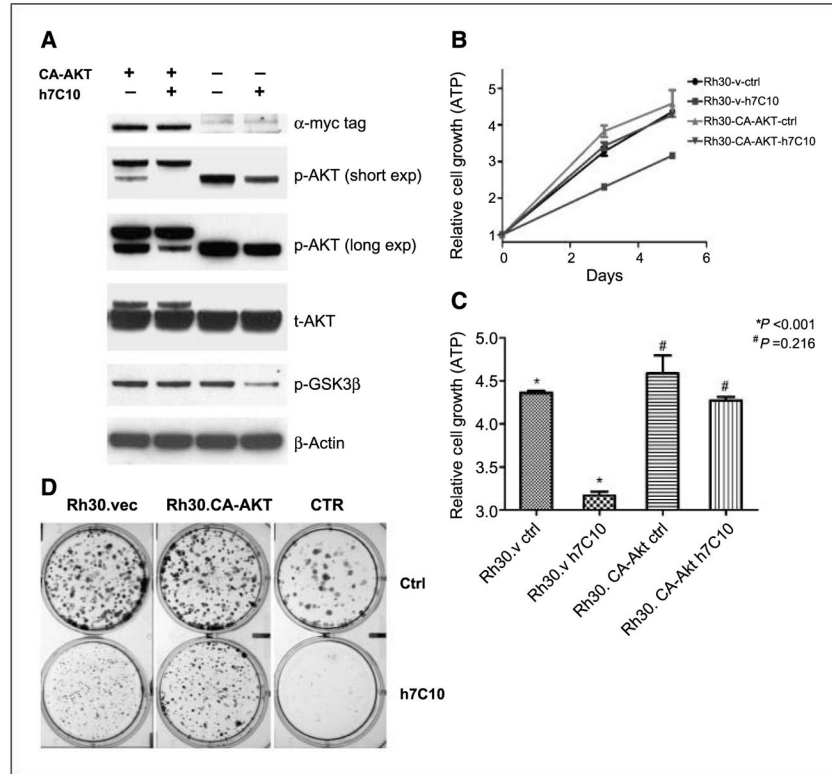 A
CA-AKT + + – –
h7C10 – + – +
α-myc tag
p-AKT (short exp)
p-AKT (long exp)
t-AKT
p-GSK3β
β-Actin
B
Relative cell growth (ATP)
5
4
3
2
1
0 2 4 6
Days
Rh30-v-ctrl
Rh30-v-h7C10
Rh30-CA-AKT-ctrl
Rh30-CA-AKT-h7C10
C
*P <0.001
#P =0.216
Relative cell growth (ATP)
5.0
4.5
4.0
3.5
3.0
* * # #
Rh30.v ctrl
Rh30.v h7C10
Rh30. CA-Akt ctrl
Rh30. CA-Akt h7C10
D
Rh30.vec Rh30.CA-AKT CTR
Ctrl
h7C10